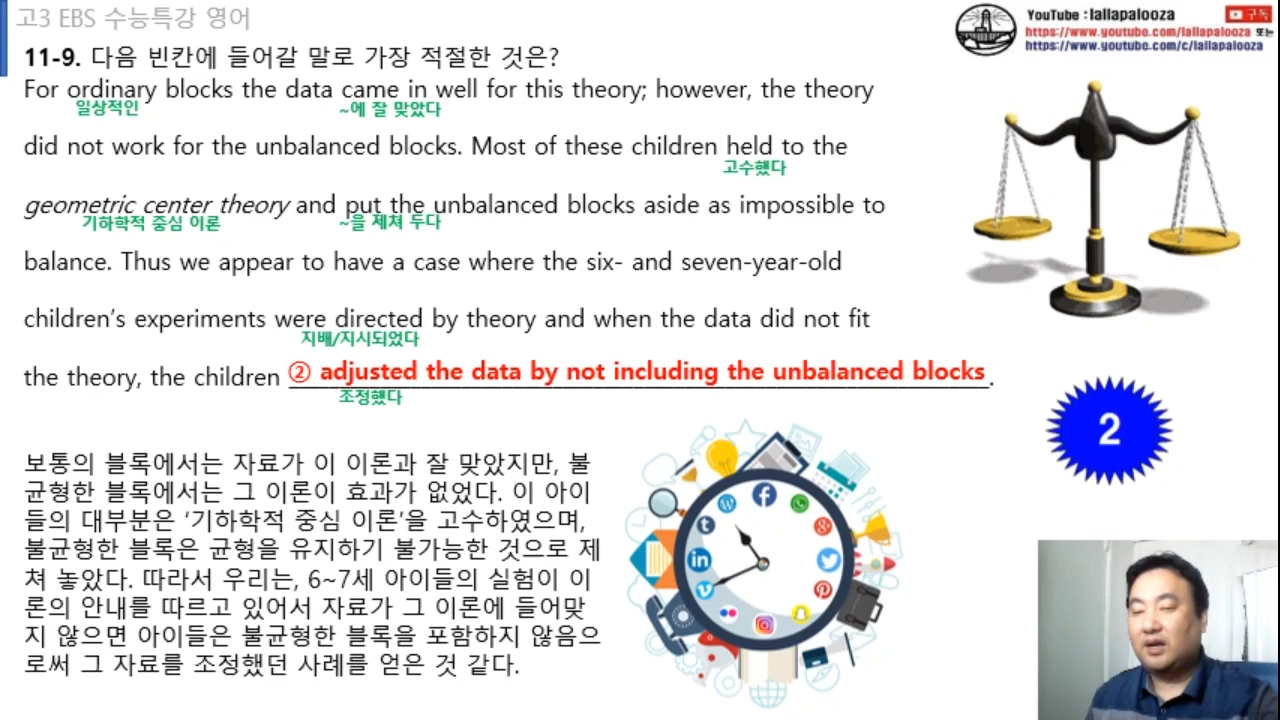 고3 EBS 수능특강 영어
YouTube : lallapalooza
구독
https://www.youtube.com/lallapalooza 또는
https://www.youtube.com/c/lallapalooza
11-9. 다음 빈칸에 들어갈 말로 가장 적절한 것은?
For ordinary blocks the data came in well for this theory; however, the theory
일상적인 ~에 잘 맞았다
did not work for the unbalanced blocks. Most of these children held to the
고수했다
geometric center theory and put the unbalanced blocks aside as impossible to
기하학적 중심 이론 ~을 제쳐 두다
balance. Thus we appear to have a case where the six- and seven-year-old
children’s experiments were directed by theory and when the data did not fit
지배/지시되었다
the theory, the children ② adjusted the data by not including the unbalanced blocks.
조정했다
2
보통의 블록에서는 자료가 이 이론과 잘 맞았지만, 불
균형한 블록에서는 그 이론이 효과가 없었다. 이 아이
들의 대부분은 ‘기하학적 중심 이론’을 고수하였으며,
불균형한 블록은 균형을 유지하기 불가능한 것으로 제
쳐 놓았다. 따라서 우리는, 6~7세 아이들의 실험이 이
론의 안내를 따르고 있어서 자료가 그 이론에 들어맞
지 않으면 아이들은 불균형한 블록을 포함하지 않음으
로써 그 자료를 조정했던 사례를 얻은 것 같다.